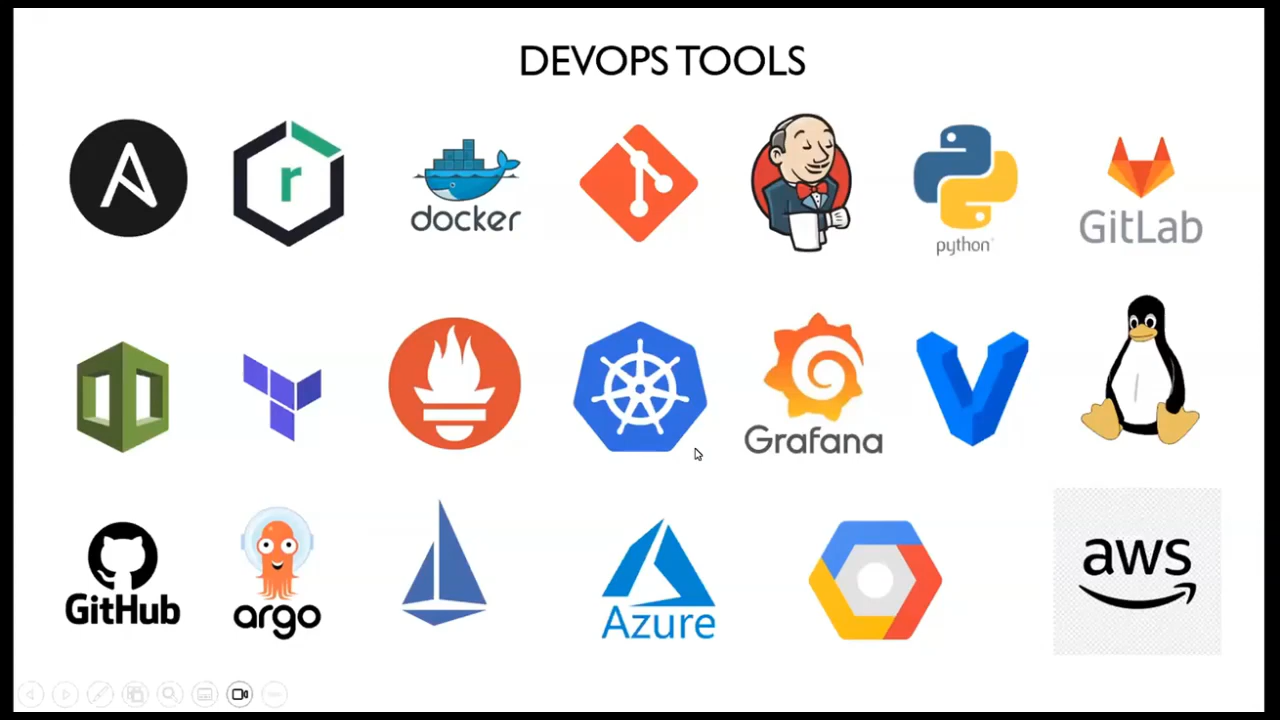 DEVOPS TOOLS
r
docker
python
GitLab
Grafana
GitHub
argo
Azure
aws